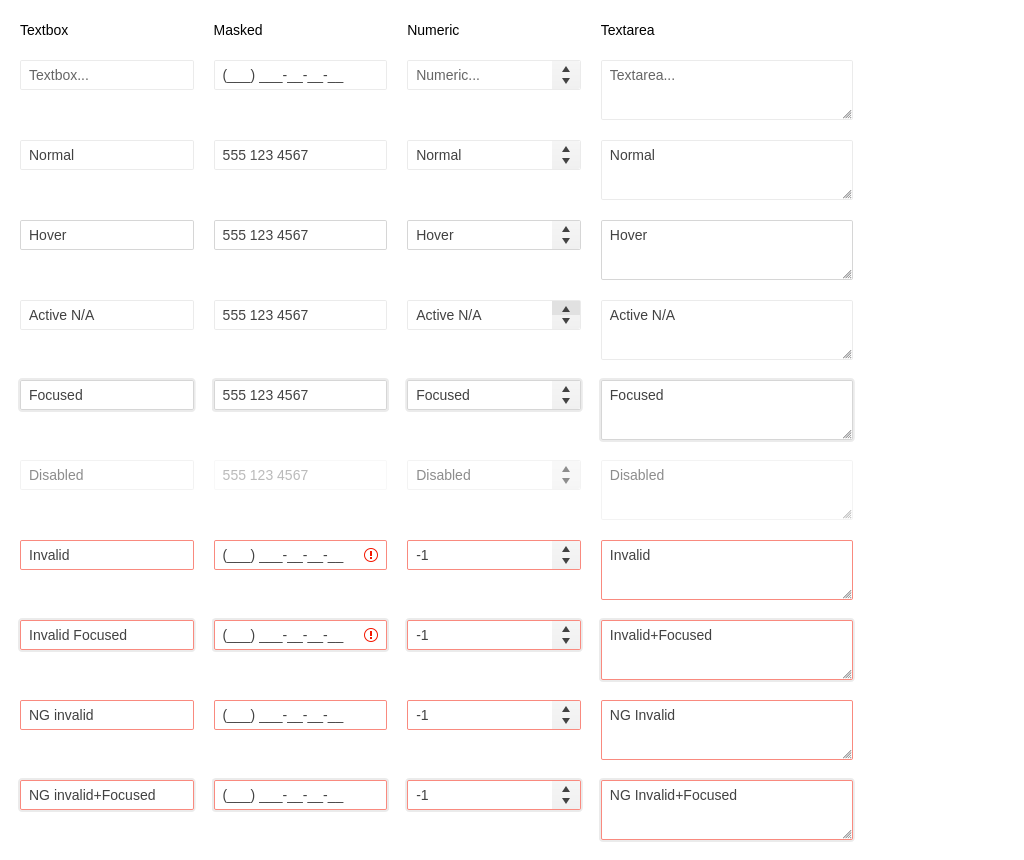 Textbox Masked Numeric Textarea
Textbox... (___) ___-__-__-__ Numeric... Textarea...
Normal 555 123 4567 Normal Normal
Hover 555 123 4567 Hover Hover
Active N/A 555 123 4567 Active N/A Active N/A
Focused 555 123 4567 Focused Focused
Disabled 555 123 4567 Disabled Disabled
Invalid (___) ___-__-__-__ -1 Invalid
Invalid Focused (___) ___-__-__-__ -1 Invalid+Focused
NG invalid (___) ___-__-__-__ -1 NG Invalid
NG invalid+Focused (___) ___-__-__-__ -1 NG Invalid+Focused